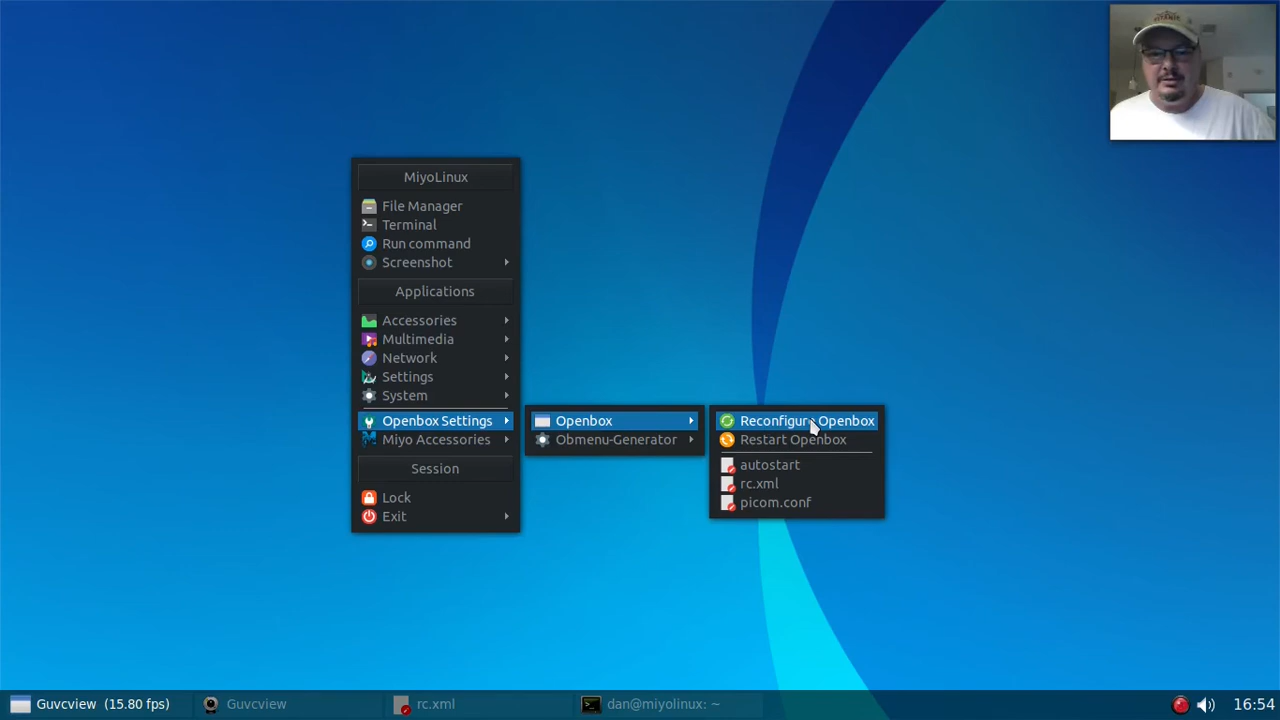 MiyoLinux
File Manager
Terminal
Run command
Screenshot
Applications
Accessories
Multimedia
Network
Settings
System
Openbox Settings
Miyo Accessories
Session
Lock
Exit
Openbox
Obmenu-Generator
Reconfigure Openbox
Restart Openbox
autostart
rc.xml
picom.conf
Guvcview (15.80 fps)
Guvcview
rc.xml
dan@miyolinux: ~
16:54